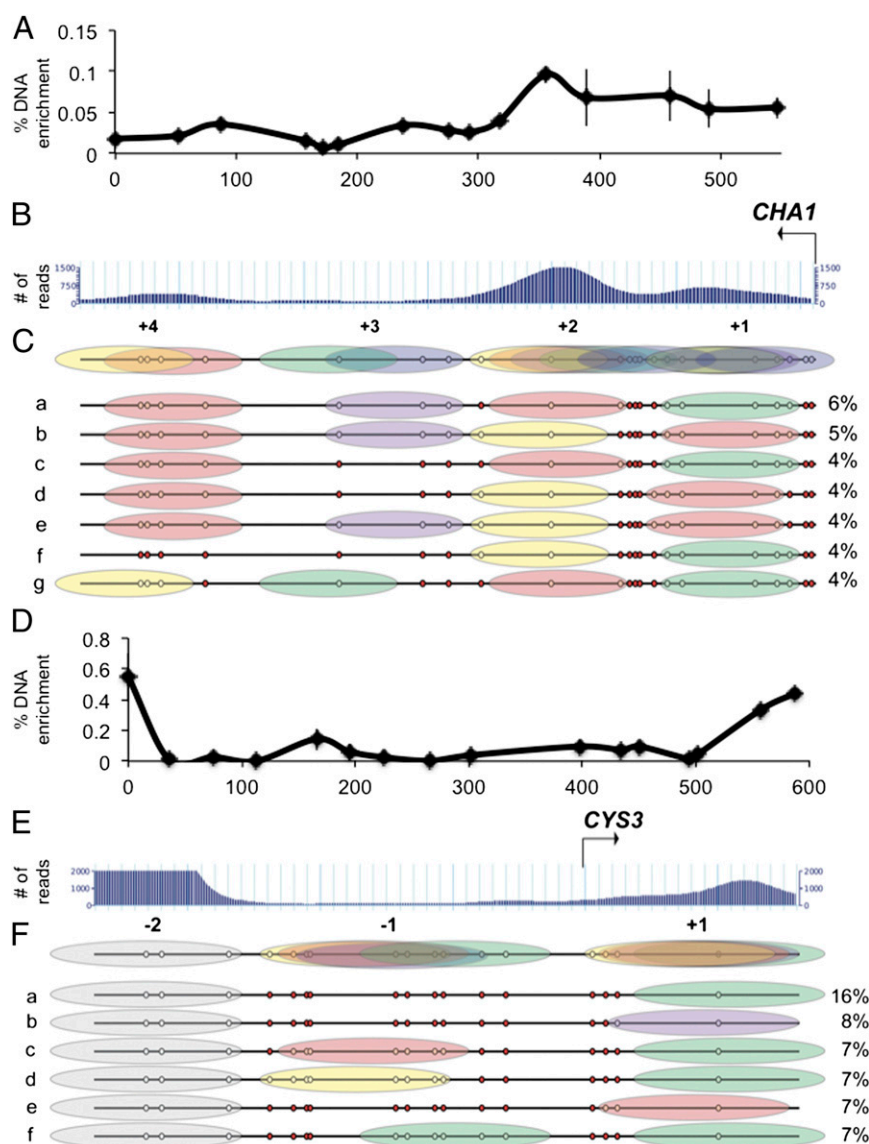 A
0.15
0.1
0.05
0
% DNA
enrichment
0 100 200 300 400 500
B
CHA1
# of
reads
1500
750
0
1500
750
0
+4 +3 +2 +1
C
a 6%
b 5%
c 4%
d 4%
e 4%
f 4%
g 4%
D
0.8
0.6
0.4
0.2
0
% DNA
enrichment
0 100 200 300 400 500 600
E
CYS3
# of
reads
2000
1000
0
2000
1000
0
-2 -1 +1
F
a 16%
b 8%
c 7%
d 7%
e 7%
f 7%